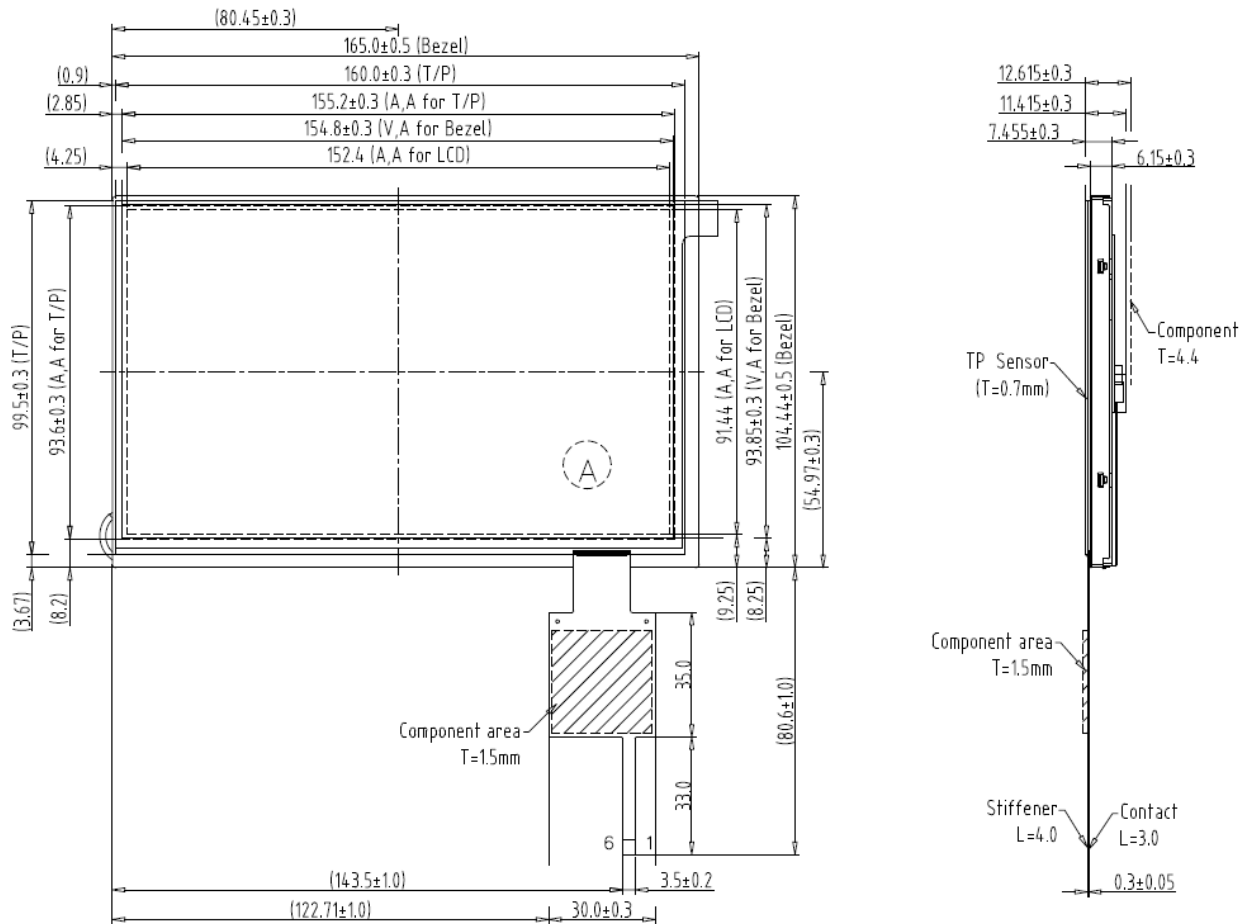 (80.45±0.3)
165.0±0.5 (Bezel)
(0.9)
160.0±0.3 (T/P)
(2.85)
155.2±0.3 (A,A for T/P)
154.8±0.3 (V,A for Bezel)
(4.25)
152.4 (A,A for LCD)
12.615±0.3
11.415±0.3
7.455±0.3
6.15±0.3
99.5±0.3 (T/P)
93.6±0.3 (A,A for T/P)
91.44 (A,A for LCD)
93.85±0.3 (V,A for Bezel)
104.44±0.5 (Bezel)
(54.97±0.3)
A
TP Sensor
(T=0.7mm)
Component
T=4.4
(3.67)
(8.2)
(9.25)
(8.25)
35.0
33.0
(80.6±1.0)
Component area
T=1.5mm
Component area
T=1.5mm
6 1
Stiffener
L=4.0
Contact
L=3.0
(143.5±1.0)
3.5±0.2
0.3±0.05
(122.71±1.0)
30.0±0.3